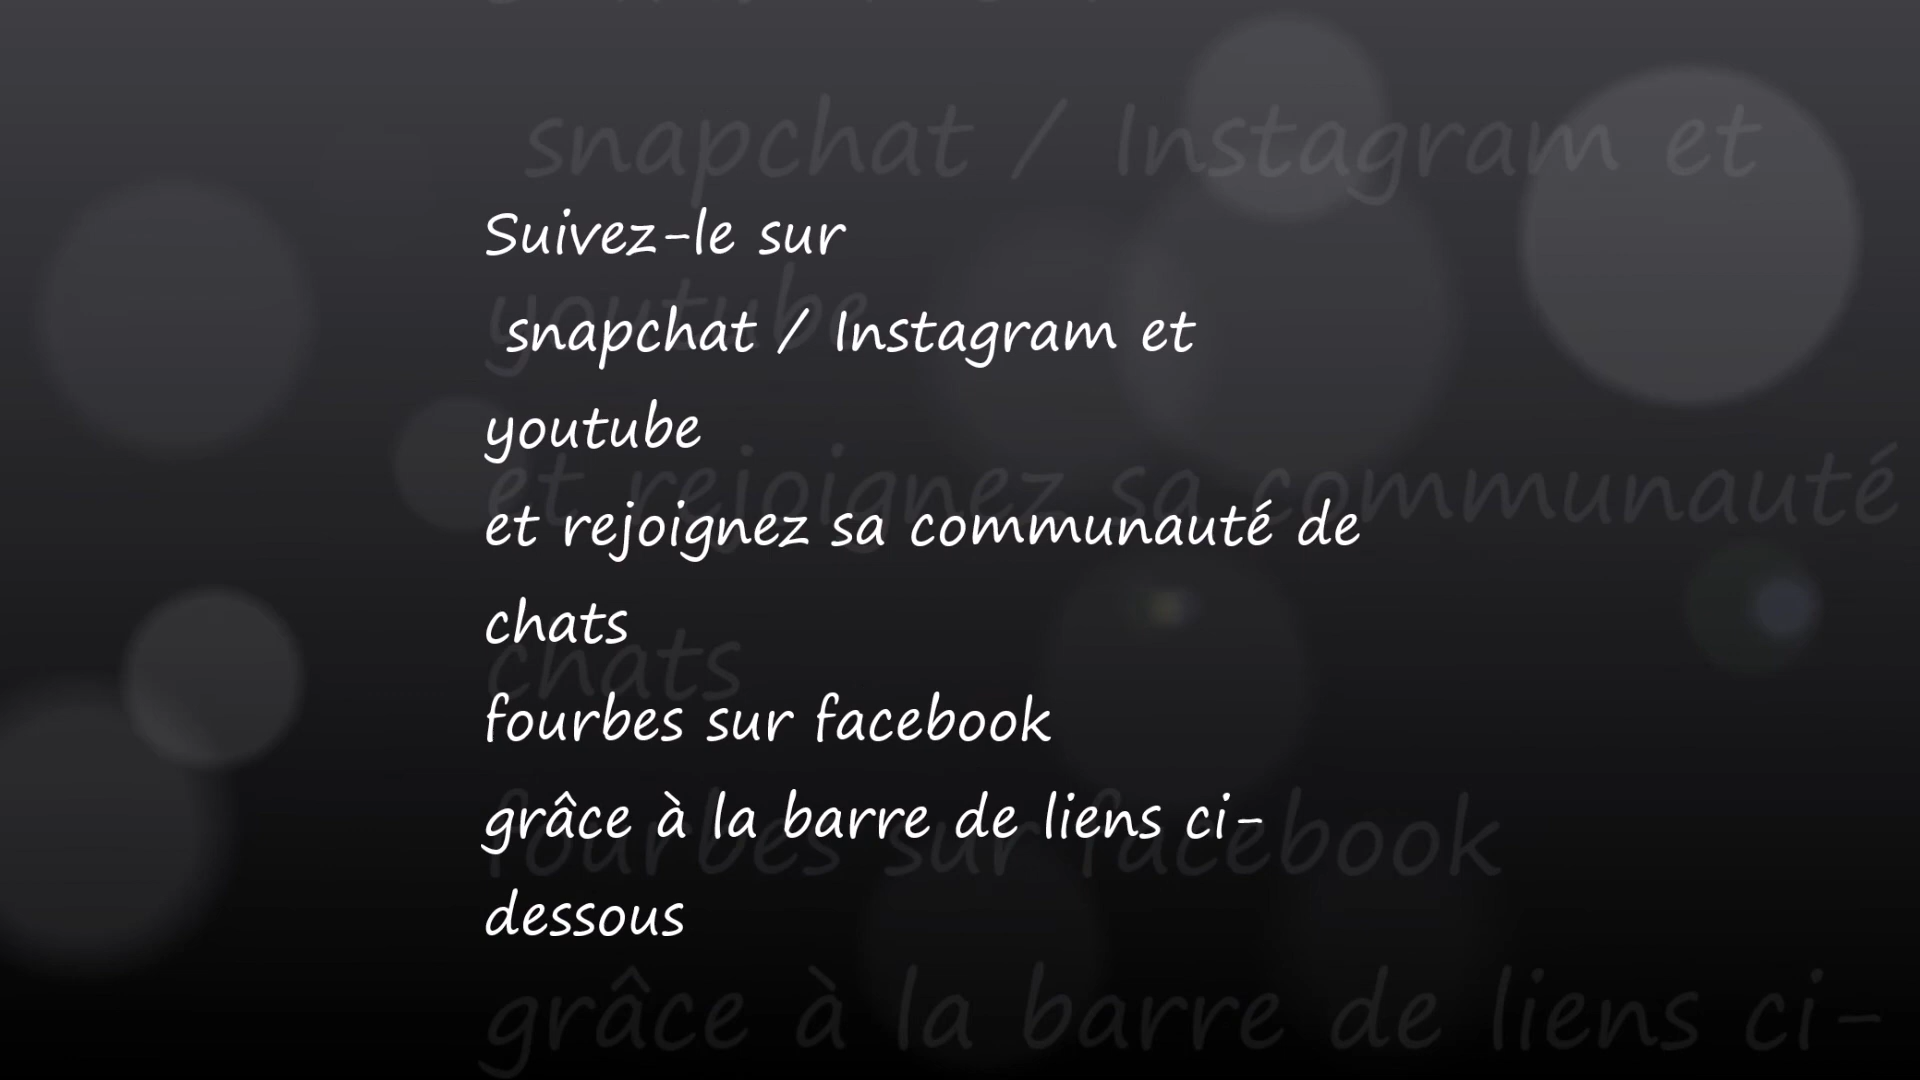 Suivez-le sur
snapchat / Instagram et
youtube
et rejoignez sa communauté de
chats
fourbes sur facebook
grâce à la barre de liens ci-
dessous